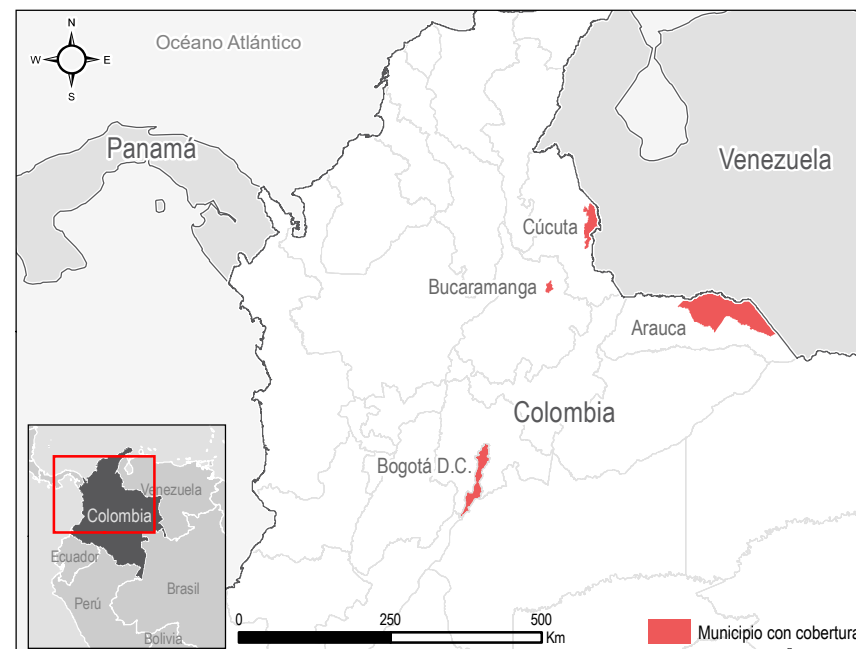 N
W
E
S
Océano Atlántico
Panamá
Venezuela
Cúcuta
Bucaramanga
Arauca
Colombia
Bogotá D.C.
Venezuela
Colombia
Ecuador
Perú
Brasil
Bolivia
0
250
500
Km
Municipio con cobertura